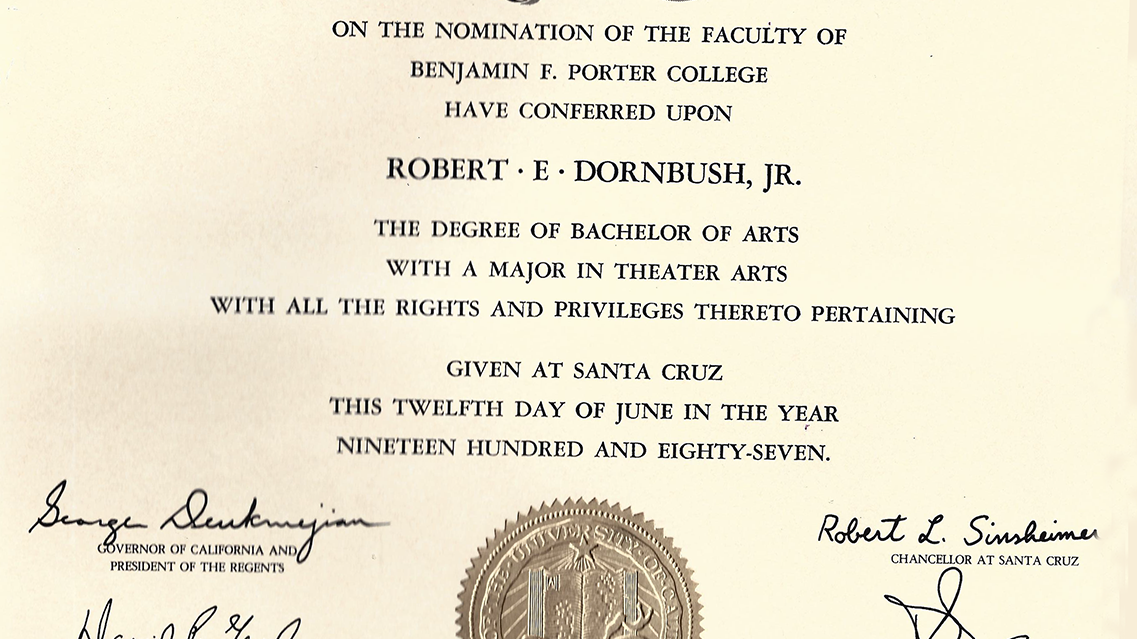 ON THE NOMINATION OF THE FACULTY OF
BENJAMIN F. PORTER COLLEGE
HAVE CONFERRED UPON
ROBERT · E · DORNBUSH, JR.
THE DEGREE OF BACHELOR OF ARTS
WITH A MAJOR IN THEATER ARTS
WITH ALL THE RIGHTS AND PRIVILEGES THERETO PERTAINING
GIVEN AT SANTA CRUZ
THIS TWELFTH DAY OF JUNE IN THE YEAR
NINETEEN HUNDRED AND EIGHTY-SEVEN.
George Deukmejian
GOVERNOR OF CALIFORNIA AND
PRESIDENT OF THE REGENTS
Robert L. Sinsheimer
CHANCELLOR AT SANTA CRUZ
UNIVERSITY OF
David P.